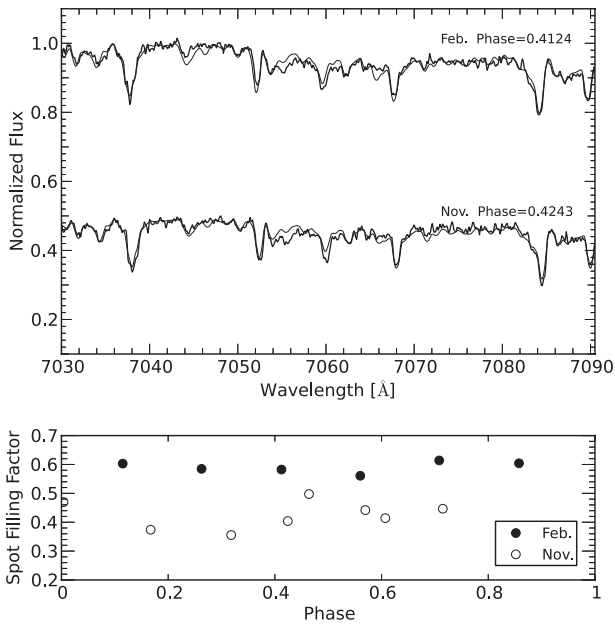 1.0
0.8
0.6
0.4
0.2
Normalized Flux
Feb. Phase=0.4124
Nov. Phase=0.4243
7030 7040 7050 7060 7070 7080 7090
Wavelength [Å]
0.7
0.6
0.5
0.4
0.3
0.2
Spot Filling Factor
Feb.
Nov.
0 0.2 0.4 0.6 0.8 1
Phase